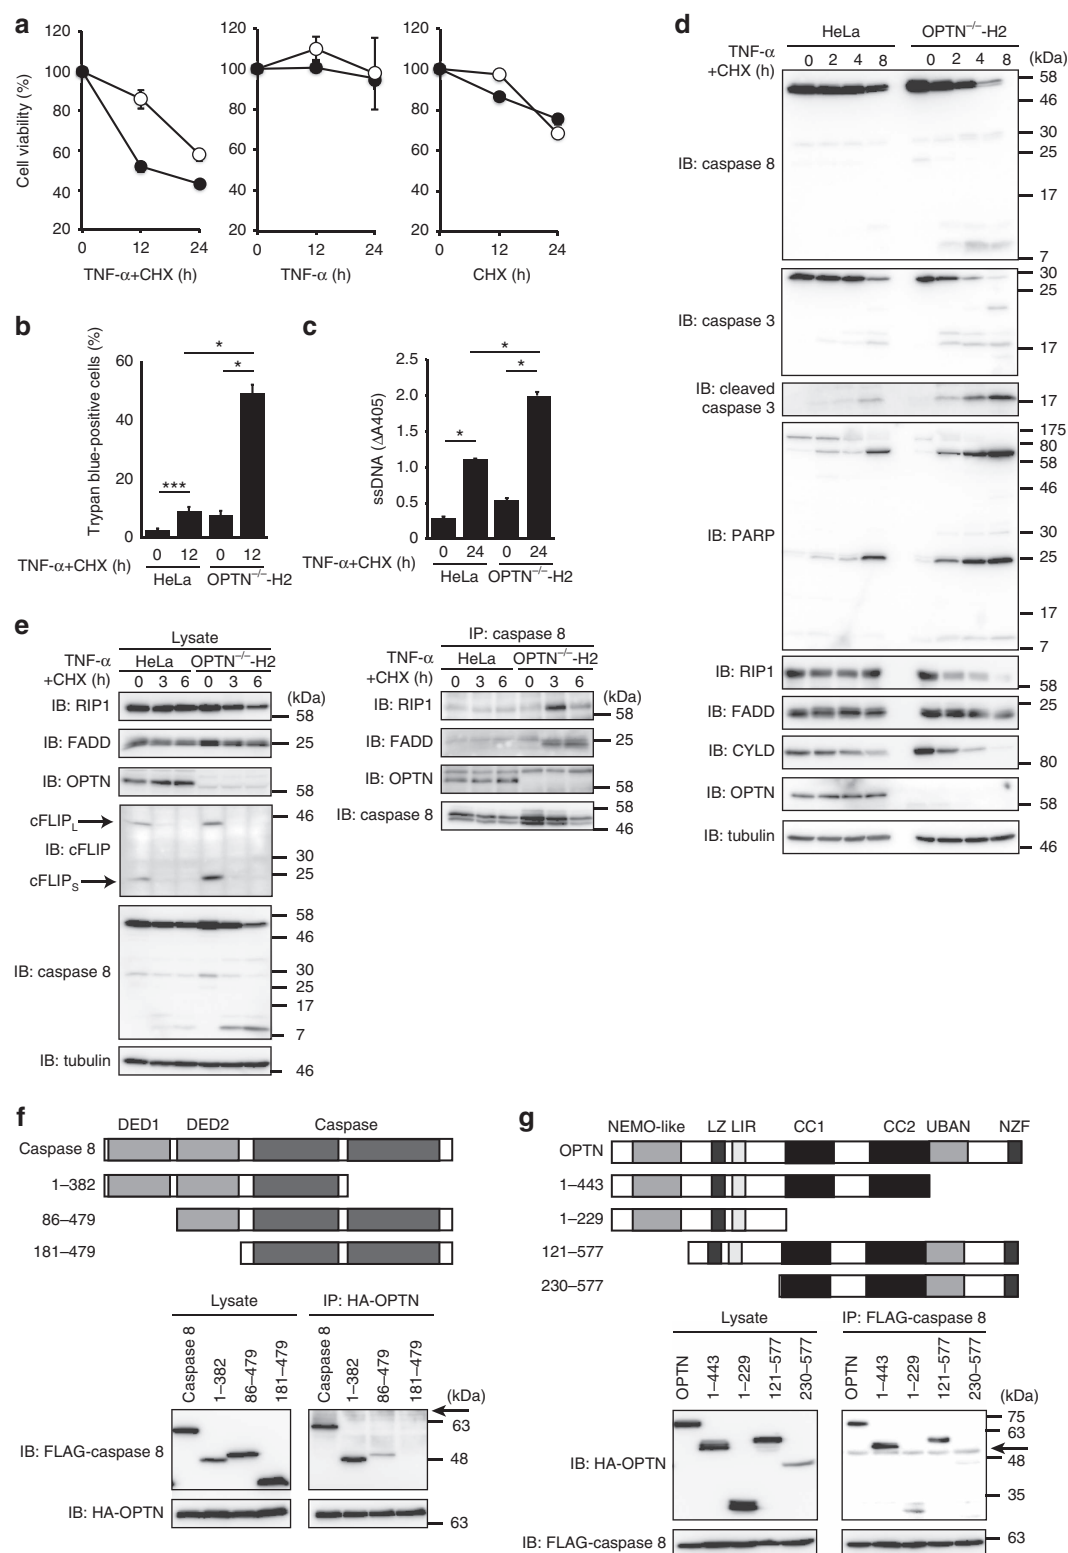 a
Cell viability (%)
120
100
80
60
40
20
0 12 24
TNF-α+CHX (h)
120
100
80
60
40
20
0 12 24
TNF-α (h)
120
100
80
60
40
20
0 12 24
CHX (h)
b
Trypan blue-positive cells (%)
60
40
20
0
*
*
***
0 12 0 12
TNF-α+CHX (h)
HeLa OPTN–/–-H2
c
ssDNA (ΔA405)
2.5
2.0
1.5
1.0
0.5
0
*
*
*
0 24 0 24
TNF-α+CHX (h)
HeLa OPTN–/–-H2
d
HeLa OPTN–/–-H2
TNF-α
+CHX (h)
0 2 4 8 0 2 4 8 (kDa)
IB: caspase 8
58
46
30
25
17
7
IB: caspase 3
30
25
17
IB: cleaved
caspase 3
17
IB: PARP
175
80
58
46
30
25
17
7
IB: RIP1
58
IB: FADD
25
IB: CYLD
80
IB: OPTN
58
IB: tubulin
46
e
Lysate
TNF-α
+CHX (h)
HeLa OPTN–/–-H2
0 3 6 0 3 6 (kDa)
IB: RIP1
58
IB: FADD
25
IB: OPTN
58
cFLIPL
IB: cFLIP
cFLIPS
46
30
25
IB: caspase 8
58
46
30
25
17
7
IB: tubulin
46
IP: caspase 8
TNF-α
+CHX (h)
HeLa OPTN–/–-H2
0 3 6 0 3 6 (kDa)
IB: RIP1
58
IB: FADD
25
IB: OPTN
58
IB: caspase 8
58
46
f
DED1 DED2 Caspase
Caspase 8
1–382
86–479
181–479
Lysate IP: HA-OPTN
Caspase 8 1–382 86–479 181–479
Caspase 8 1–382 86–479 181–479
(kDa)
IB: FLAG-caspase 8
63
48
IB: HA-OPTN
63
g
NEMO-like LZ LIR CC1 CC2 UBAN NZF
OPTN
1–443
1–229
121–577
230–577
Lysate IP: FLAG-caspase 8
OPTN 1–443 1–229 121–577 230–577
OPTN 1–443 1–229 121–577 230–577
(kDa)
IB: HA-OPTN
75
63
48
35
IB: FLAG-caspase 8
63